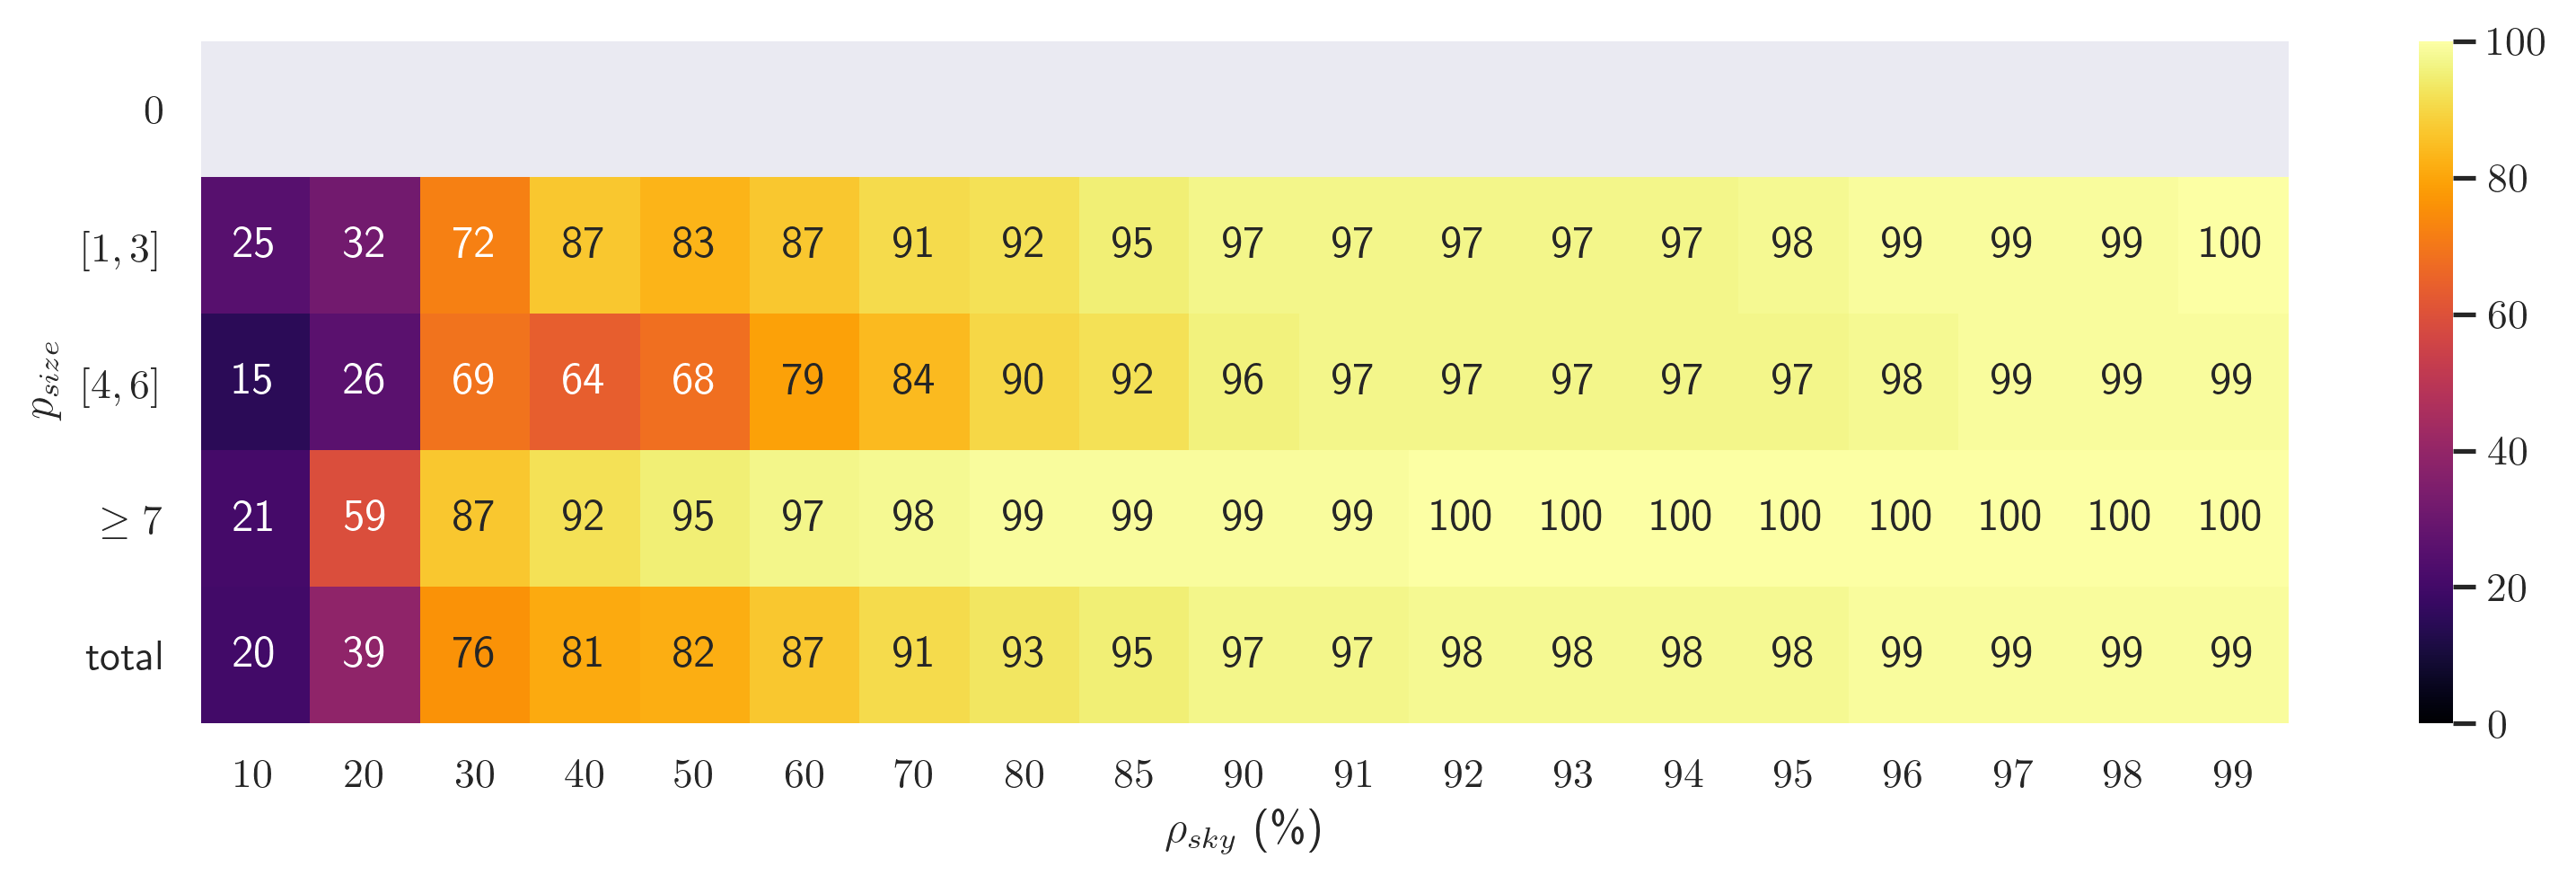 0
[1, 3] 25 32 72 87 83 87 91 92 95 97 97 97 97 97 98 99 99 99 100
[4, 6] 15 26 69 64 68 79 84 90 92 96 97 97 97 97 97 98 99 99 99
≥ 7 21 59 87 92 95 97 98 99 99 99 99 100 100 100 100 100 100 100 100
total 20 39 76 81 82 87 91 93 95 97 97 98 98 98 98 99 99 99 99
10 20 30 40 50 60 70 80 85 90 91 92 93 94 95 96 97 98 99
ρsky (%)
psize
100
80
60
40
20
0